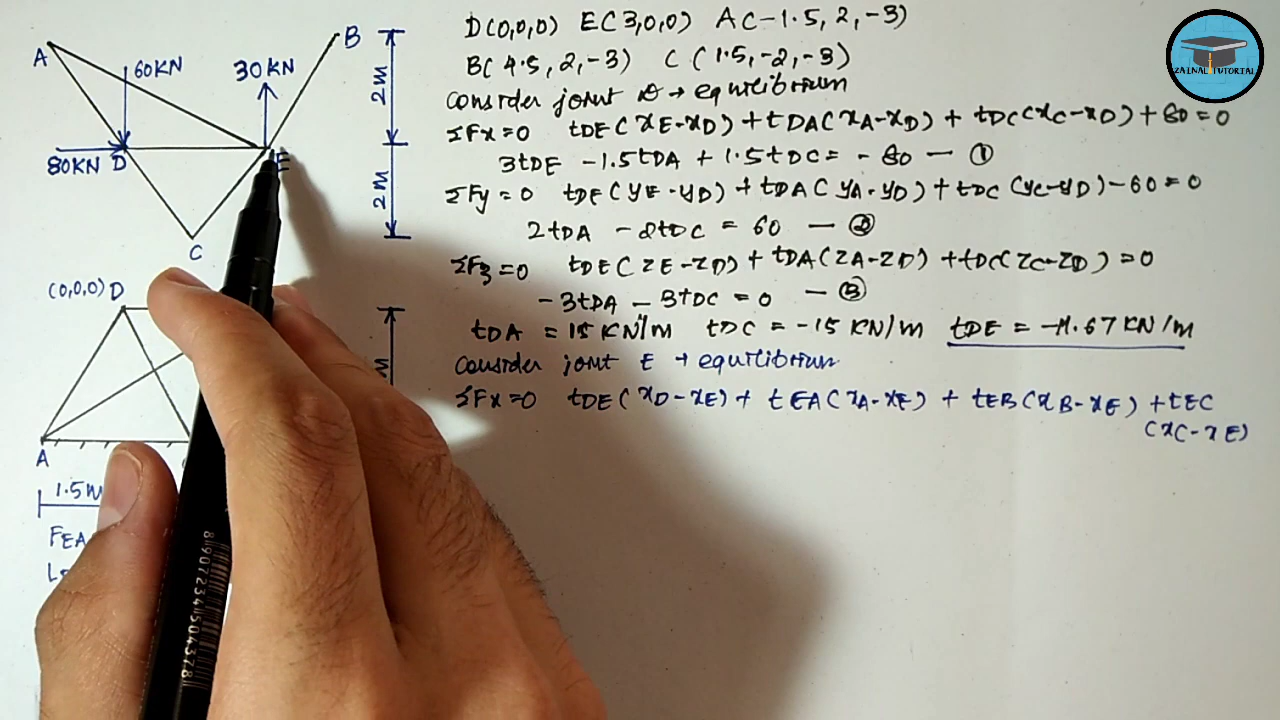 D(0,0,0) E(3,0,0) A(-1.5, 2, -3)
B(4.5, 2, -3) C (1.5, -2, -3)
Consider joint D → equilibrium
ΣFx=0 tDE(xE-xD) + tDA(xA-xD) + tDC(xC-xD) + 80 = 0
3tDE - 1.5tDA + 1.5tDC = - 80 — ①
ΣFy=0 tDE(yE-yD) + tDA(yA-yD) + tDC(yC-yD) - 60 = 0
2tDA - 2tDC = 60 — ②
ΣFz=0 tDE(zE-zD) + tDA(zA-zD) + tDC(zC-zD) = 0
- 3tDA - 3tDC = 0 — ③
tDA = 15 KN/m tDC = -15 KN/m tDE = -11.67 KN/m
Consider joint E → equilibrium
ΣFx=0 tDE(xD-xE) + tEA(xA-xE) + tEB(xB-xE) + tEC
(xC-xE)
A
B
60KN
30KN
2m
80KN
D
E
2m
C
(0,0,0) D
m
A
1.5m
FEA
ZAINAL TUTORIAL
8907234504378